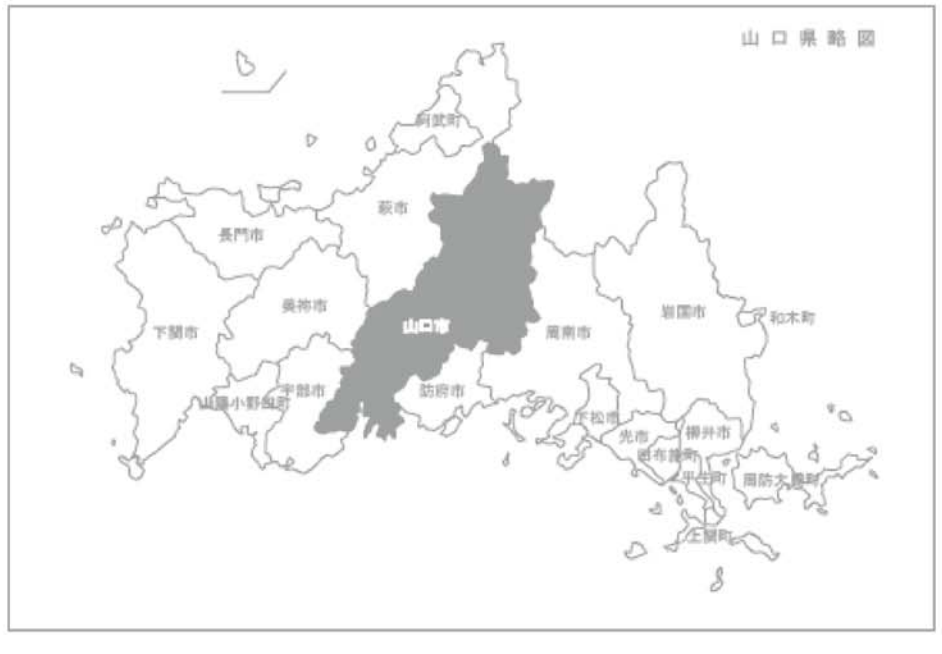 山口県略図
阿武町
萩市
長門市
美祢市
岩国市
和木町
下関市
山口市
周南市
宇部市
防府市
山陽小野田町
下松市
光市
柳井市
田布施町
平生町
周防大島町
上関町